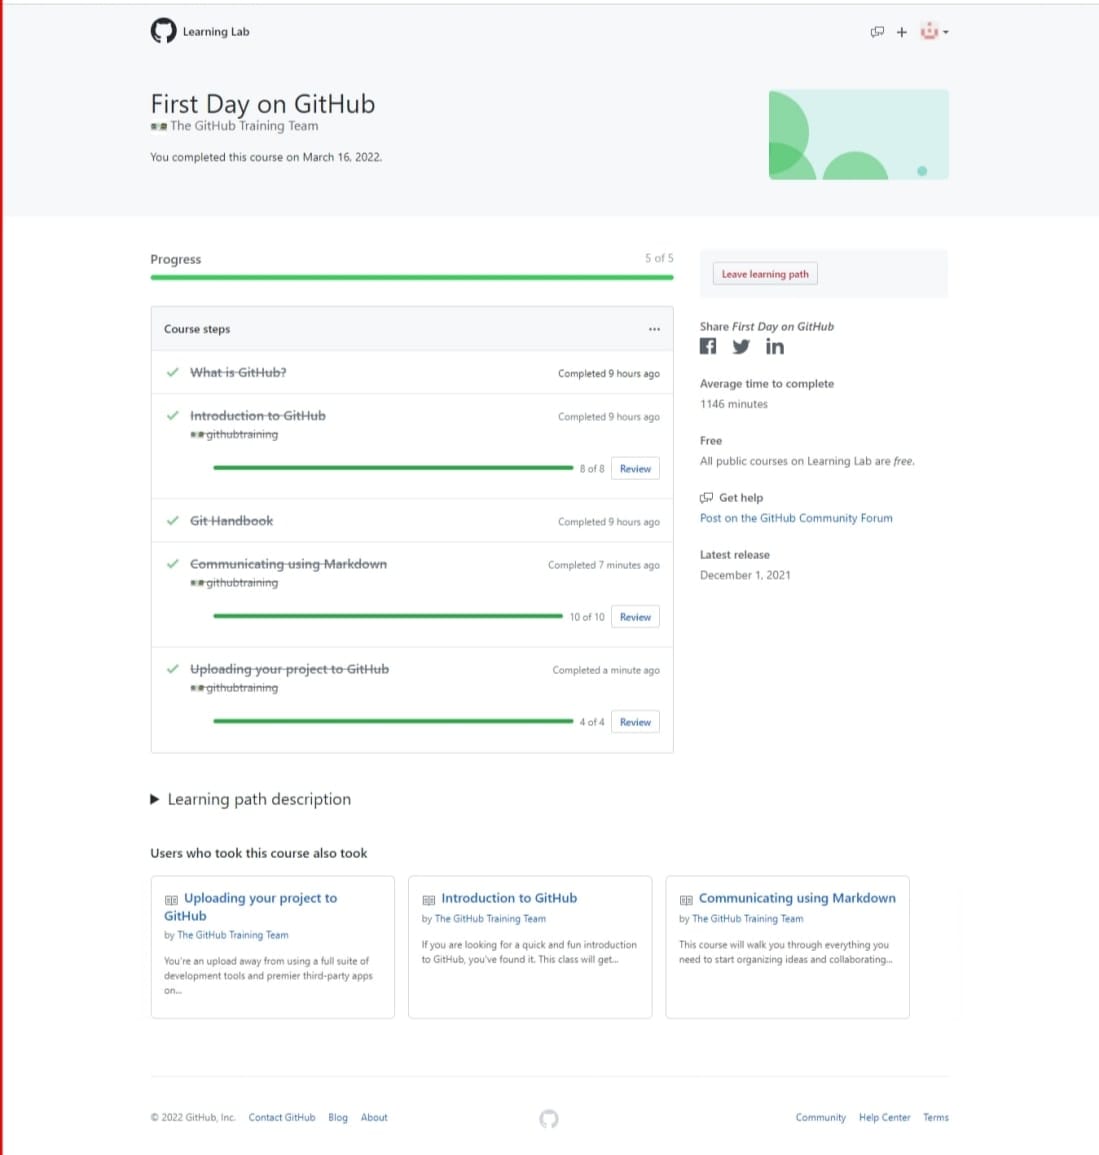 Learning Lab
First Day on GitHub
The GitHub Training Team
You completed this course on March 16, 2022.
Progress
5 of 5
Course steps
What is GitHub?
Completed 9 hours ago
Introduction to GitHub
Completed 9 hours ago
githubtraining
8 of 8
Review
Git Handbook
Completed 9 hours ago
Communicating using Markdown
Completed 7 minutes ago
githubtraining
10 of 10
Review
Uploading your project to GitHub
Completed a minute ago
githubtraining
4 of 4
Review
Leave learning path
Share First Day on GitHub
Average time to complete
1146 minutes
Free
All public courses on Learning Lab are free.
Get help
Post on the GitHub Community Forum
Latest release
December 1, 2021
Learning path description
Users who took this course also took
Uploading your project to
GitHub
by The GitHub Training Team
You're an upload away from using a full suite of
development tools and premier third-party apps
on...
Introduction to GitHub
by The GitHub Training Team
If you are looking for a quick and fun introduction
to GitHub, you've found it. This class will get...
Communicating using Markdown
by The GitHub Training Team
This course will walk you through everything you
need to start organizing ideas and collaborating...
© 2022 GitHub, Inc. Contact GitHub Blog About
Community Help Center Terms